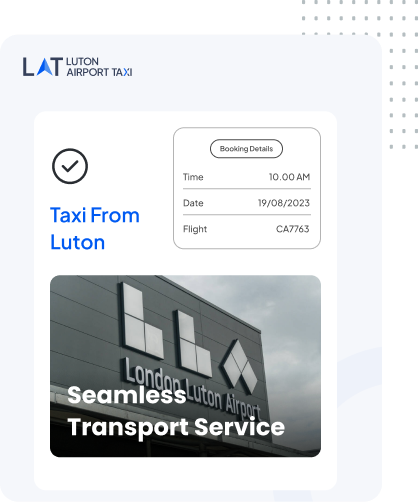 LAT LUTON
AIRPORT TAXI
Booking Details
Time 10.00 AM
Date 19/08/2023
Flight CA7763
Taxi From
Luton
LLA
London Luton Airport
Seamless
Transport Service